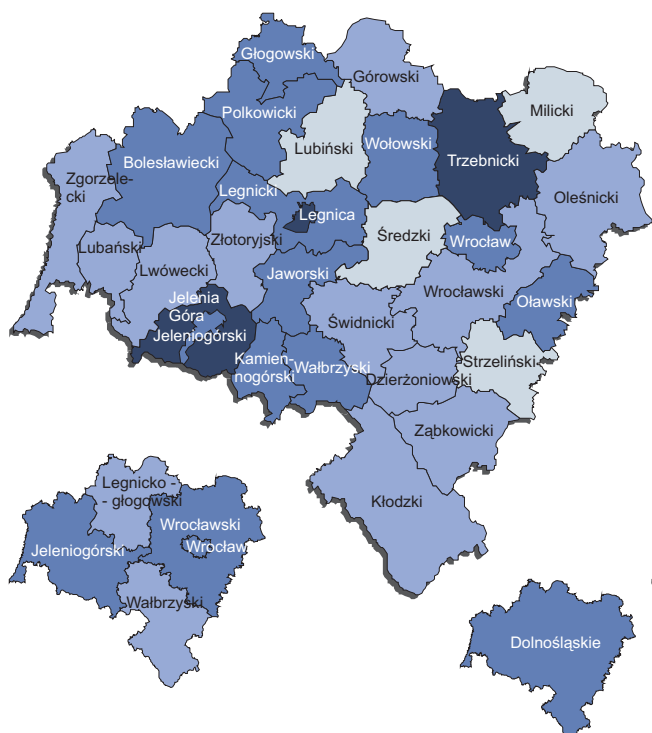 Głogowski
Górowski
Polkowicki
Milicki
Lubiński
Wołowski
Trzebnicki
Bolesławiecki
Zgorzele-
cki
Legnicki
Oleśnicki
Legnica
Lubański
Złotoryjski
Średzki
Wrocław
Lwówecki
Jaworski
Wrocławski
Jelenia
Góra
Oławski
Jeleniogórski
Świdnicki
Kamien-
nogórski
Wałbrzyski
Dzierżoniowski
Strzeliński
Ząbkowicki
Kłodzki
Legnicko -
- głogowski
Wrocławski
Wrocław
Jeleniogórski
Wałbrzyski
Dolnośląskie